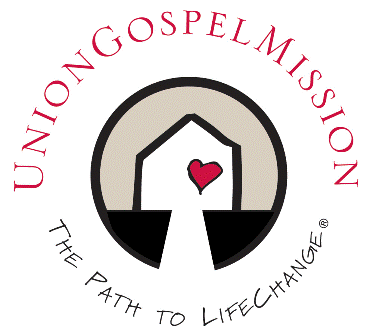 UNIONGOSPELMISSION
THE PATH TO LIFECHANGE®